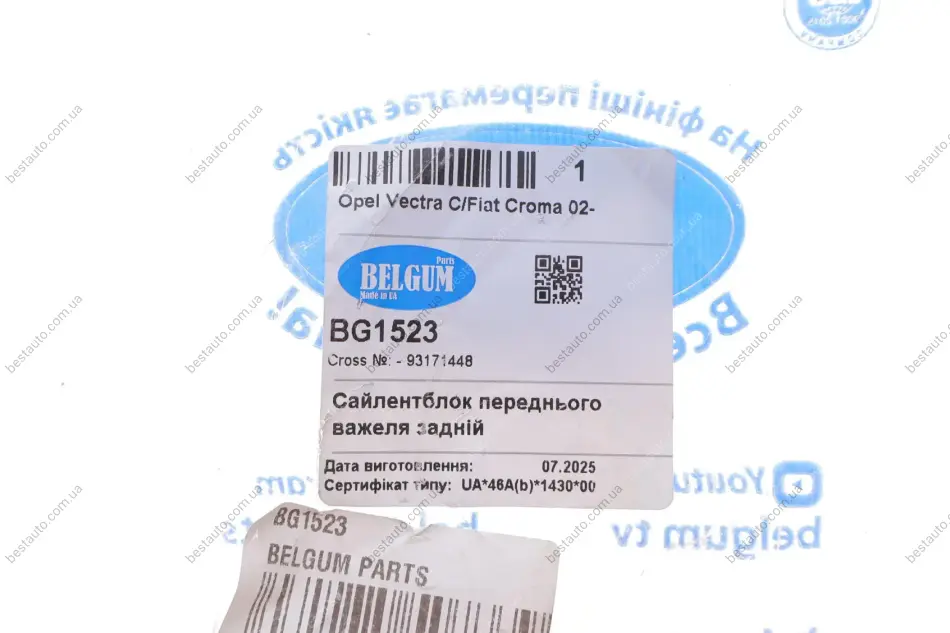 COMPANY
На фініші перемагає якість
1
Opel Vectra C/Fiat Croma 02-
Parts
BELGUM
Made in UA
BG1523
Cross №: - 93171448
Сайлентблок переднього
важеля задній
Дата виготовлення: 07.2025
Сертифікат типу: UA*46A(b)*1430*00
Youtu
belgum tv
BG1523
BELGUM PARTS
bestauto.com.ua